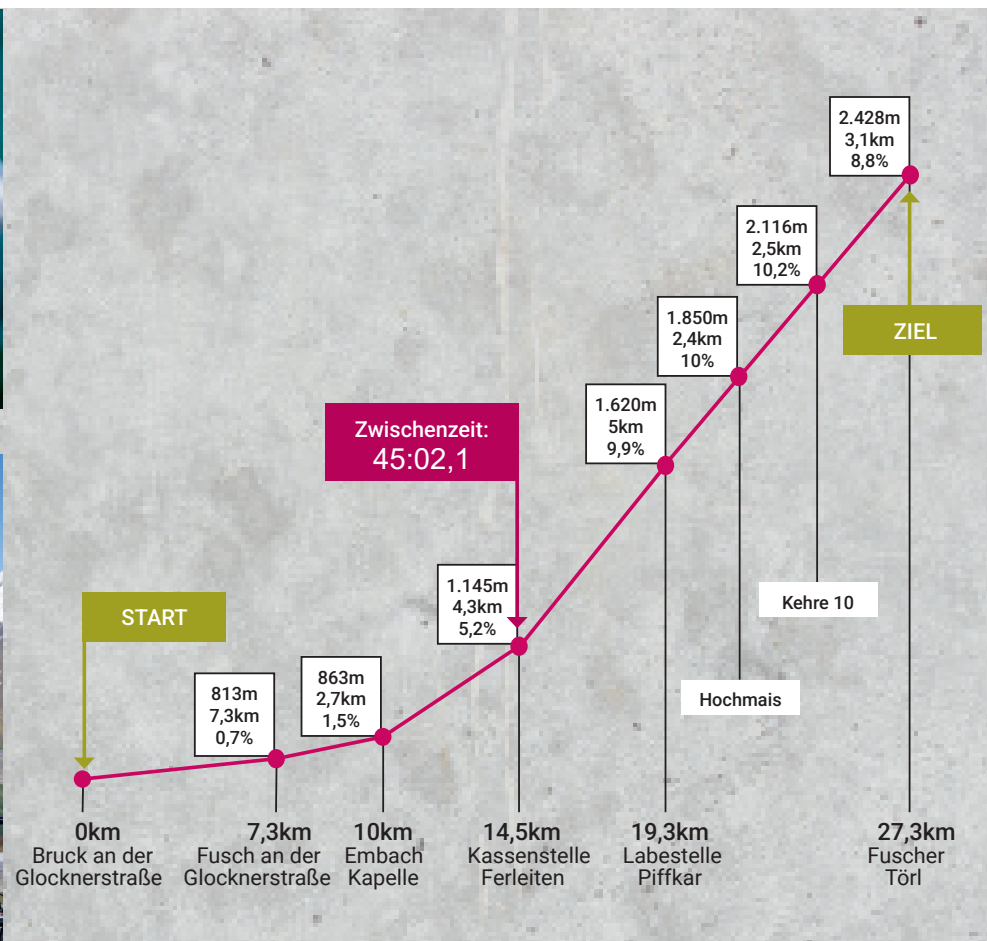 2.428m
3,1km
8,8%
2.116m
2,5km
10,2%
ZIEL
1.850m
2,4km
10%
1.620m
5km
9,9%
Zwischenzeit:
45:02,1
1.145m
4,3km
5,2%
START
Kehre 10
863m
2,7km
1,5%
813m
7,3km
0,7%
Hochmais
0km
Bruck an der
Glocknerstraße
7,3km
Fusch an der
Glocknerstraße
10km
Embach
Kapelle
14,5km
Kassenstelle
Ferleiten
19,3km
Labestelle
Piffkar
27,3km
Fuscher
Törl